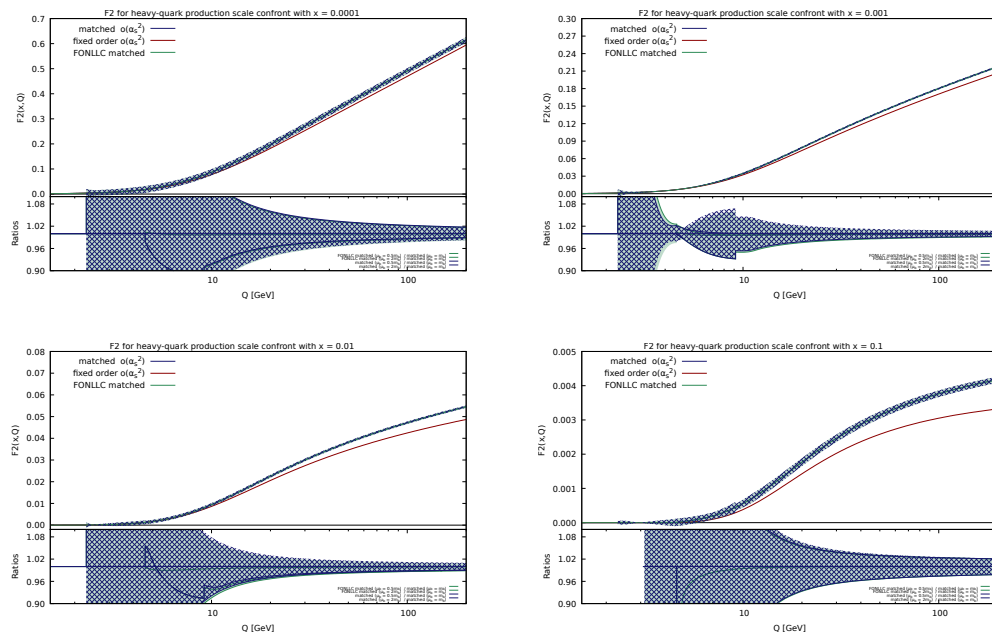 F2 for heavy-quark production scale confront with x = 0.0001
0.7
0.6
0.5
0.4
0.3
0.2
0.1
0.0
F2(x,Q)
matched o(αs²)
fixed order o(αs²)
FONLLC matched
1.08
1.02
0.96
0.90
Ratios
10
100
Q [GeV]
F2 for heavy-quark production scale confront with x = 0.001
0.30
0.27
0.24
0.21
0.18
0.15
0.12
0.09
0.06
0.03
0.00
F2(x,Q)
matched o(αs²)
fixed order o(αs²)
FONLLC matched
1.08
1.02
0.96
0.90
Ratios
10
100
Q [GeV]
F2 for heavy-quark production scale confront with x = 0.01
0.08
0.07
0.06
0.05
0.04
0.03
0.02
0.01
0.00
F2(x,Q)
matched o(αs²)
fixed order o(αs²)
FONLLC matched
1.08
1.02
0.96
0.90
Ratios
10
100
Q [GeV]
F2 for heavy-quark production scale confront with x = 0.1
0.005
0.004
0.003
0.002
0.001
0.000
F2(x,Q)
matched o(αs²)
fixed order o(αs²)
FONLLC matched
1.08
1.02
0.96
0.90
Ratios
10
100
Q [GeV]